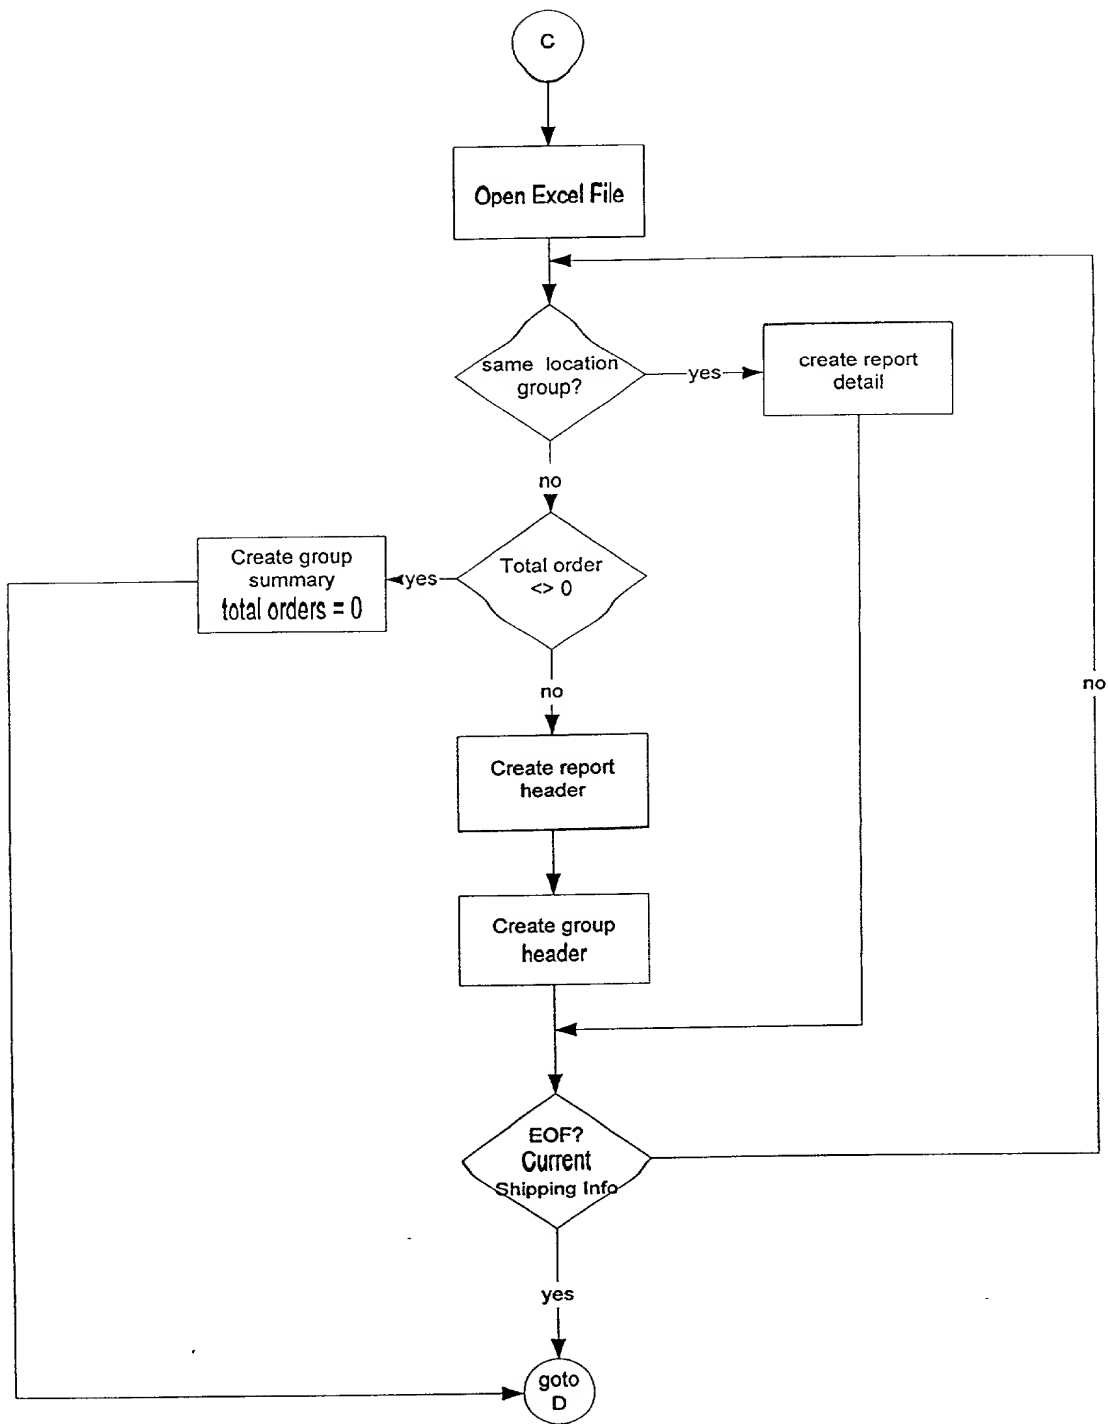 C
Open Excel File
same location
group?
yes
create report
detail
no
Total order
<> 0
yes
Create group
summary
total orders = 0
no
no
Create report
header
Create group
header
EOF?
Current
Shipping Info
yes
goto
D